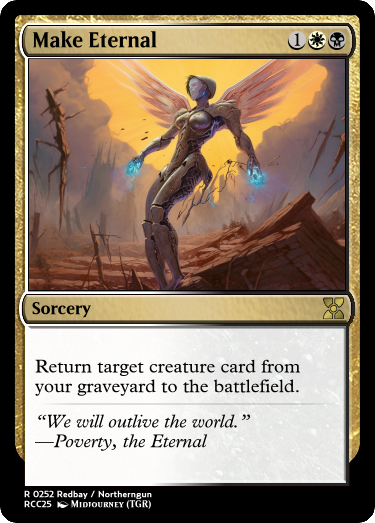 Make Eternal 1
Sorcery
Return target creature card from
your graveyard to the battlefield.
“We will outlive the world.”
—Poverty, the Eternal
R 0252 Redbay / Northerngun
RCC25 Midjourney (TGR)